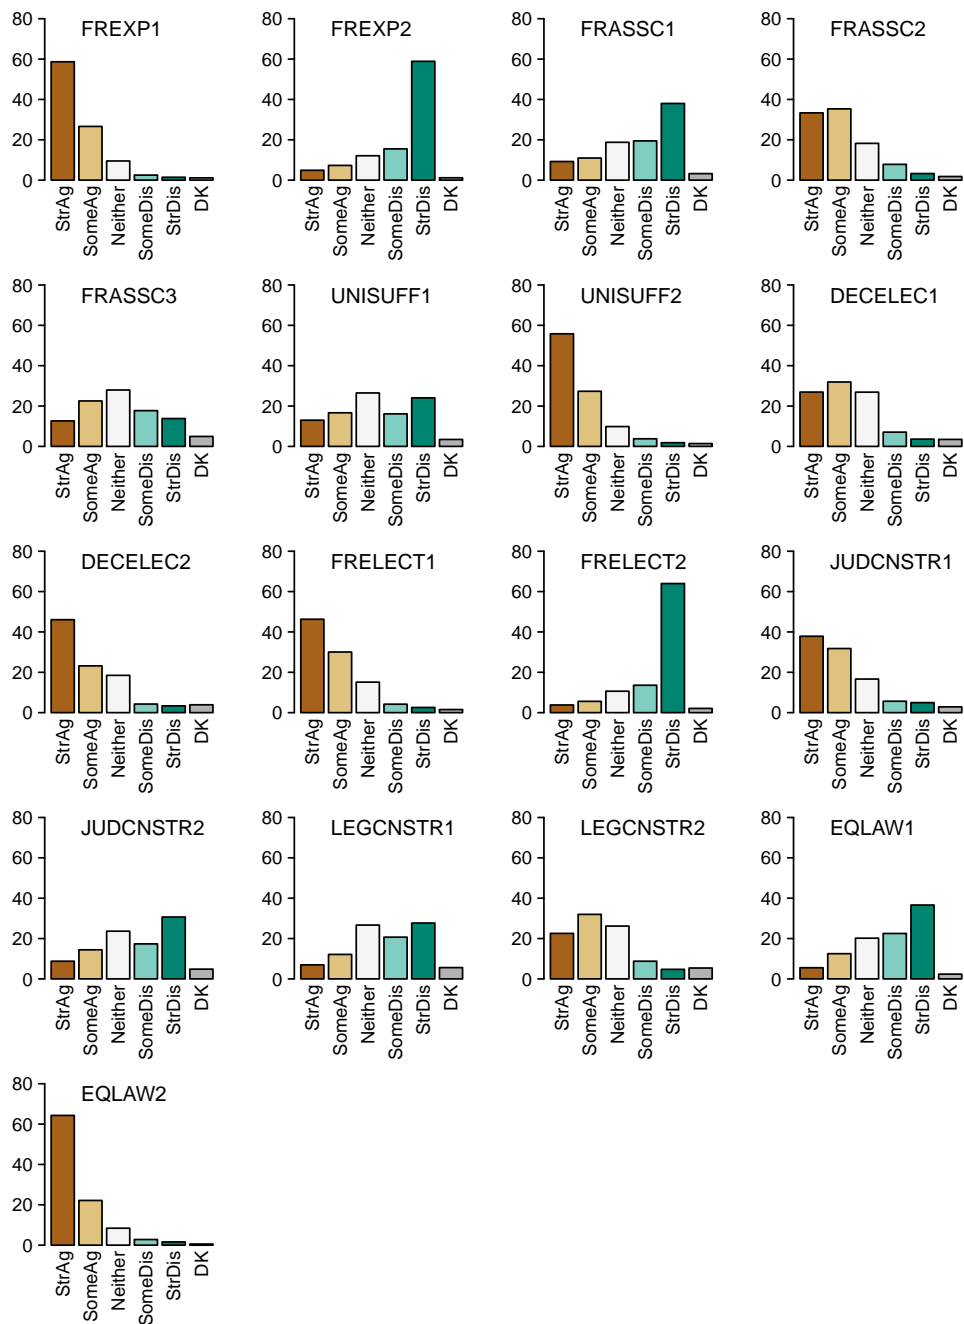 FREXP1
80
60
40
20
0
StrAg
SomeAg
Neither
SomeDis
StrDis
DK
FREXP2
80
60
40
20
0
StrAg
SomeAg
Neither
SomeDis
StrDis
DK
FRASSC1
80
60
40
20
0
StrAg
SomeAg
Neither
SomeDis
StrDis
DK
FRASSC2
80
60
40
20
0
StrAg
SomeAg
Neither
SomeDis
StrDis
DK
FRASSC3
80
60
40
20
0
StrAg
SomeAg
Neither
SomeDis
StrDis
DK
UNISUFF1
80
60
40
20
0
StrAg
SomeAg
Neither
SomeDis
StrDis
DK
UNISUFF2
80
60
40
20
0
StrAg
SomeAg
Neither
SomeDis
StrDis
DK
DECELEC1
80
60
40
20
0
StrAg
SomeAg
Neither
SomeDis
StrDis
DK
DECELEC2
80
60
40
20
0
StrAg
SomeAg
Neither
SomeDis
StrDis
DK
FRELECT1
80
60
40
20
0
StrAg
SomeAg
Neither
SomeDis
StrDis
DK
FRELECT2
80
60
40
20
0
StrAg
SomeAg
Neither
SomeDis
StrDis
DK
JUDCNSTR1
80
60
40
20
0
StrAg
SomeAg
Neither
SomeDis
StrDis
DK
JUDCNSTR2
80
60
40
20
0
StrAg
SomeAg
Neither
SomeDis
StrDis
DK
LEGCNSTR1
80
60
40
20
0
StrAg
SomeAg
Neither
SomeDis
StrDis
DK
LEGCNSTR2
80
60
40
20
0
StrAg
SomeAg
Neither
SomeDis
StrDis
DK
EQLAW1
80
60
40
20
0
StrAg
SomeAg
Neither
SomeDis
StrDis
DK
EQLAW2
80
60
40
20
0
StrAg
SomeAg
Neither
SomeDis
StrDis
DK